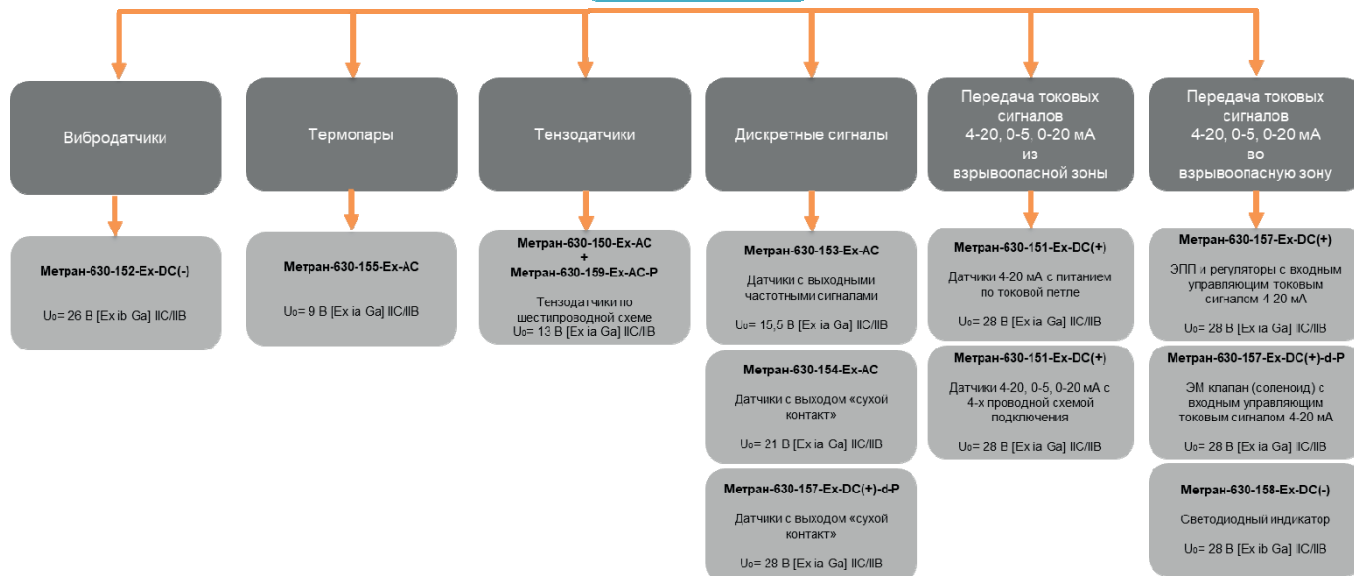 Вибродатчики
Термопары
Тензодатчики
Дискретные сигналы
Передача токовых
сигналов
4-20, 0-5, 0-20 мА
из
взрывоопасной зоны
Передача токовых
сигналов
4-20, 0-5, 0-20 мА
во
взрывоопасную зону
Метран-630-152-Ex-DC(-)
U₀= 26 В [Ex ib Ga] IIC/IIB
Метран-630-155-Ex-AC
U₀= 9 В [Ex ia Ga] IIC/IIB
Метран-630-150-Ex-AC
+
Метран-630-159-Ex-AC-P
Тензодатчики по
шестипроводной схеме
U₀= 13 В [Ex ia Ga] IIC/IIB
Метран-630-153-Ex-AC
Датчики с выходными
частотными сигналами
U₀= 15,5 В [Ex ia Ga] IIC/IIB
Метран-630-154-Ex-AC
Датчики с выходом «сухой
контакт»
U₀= 21 В [Ex ia Ga] IIC/IIB
Метран-630-157-Ex-DC(+)-d-P
Датчики с выходом «сухой
контакт»
U₀= 28 В [Ex ia Ga] IIC/IIB
Метран-630-151-Ex-DC(+)
Датчики 4-20 мА с питанием
по токовой петле
U₀= 28 В [Ex ia Ga] IIC/IIB
Метран-630-151-Ex-DC(+)
Датчики 4-20, 0-5, 0-20 мА с
4-х проводной схемой
подключения
U₀= 28 В [Ex ia Ga] IIC/IIB
Метран-630-157-Ex-DC(+)
ЭПП и регуляторы с входным
управляющим токовым
сигналом 4-20 мА
U₀= 28 В [Ex ia Ga] IIC/IIB
Метран-630-157-Ex-DC(+)-d-P
ЭМ клапан (соленоид) с
входным управляющим
токовым сигналом 4-20 мА
U₀= 28 В [Ex ia Ga] IIC/IIB
Метран-630-158-Ex-DC(-)
Светодиодный индикатор
U₀= 28 В [Ex ib Ga] IIC/IIB